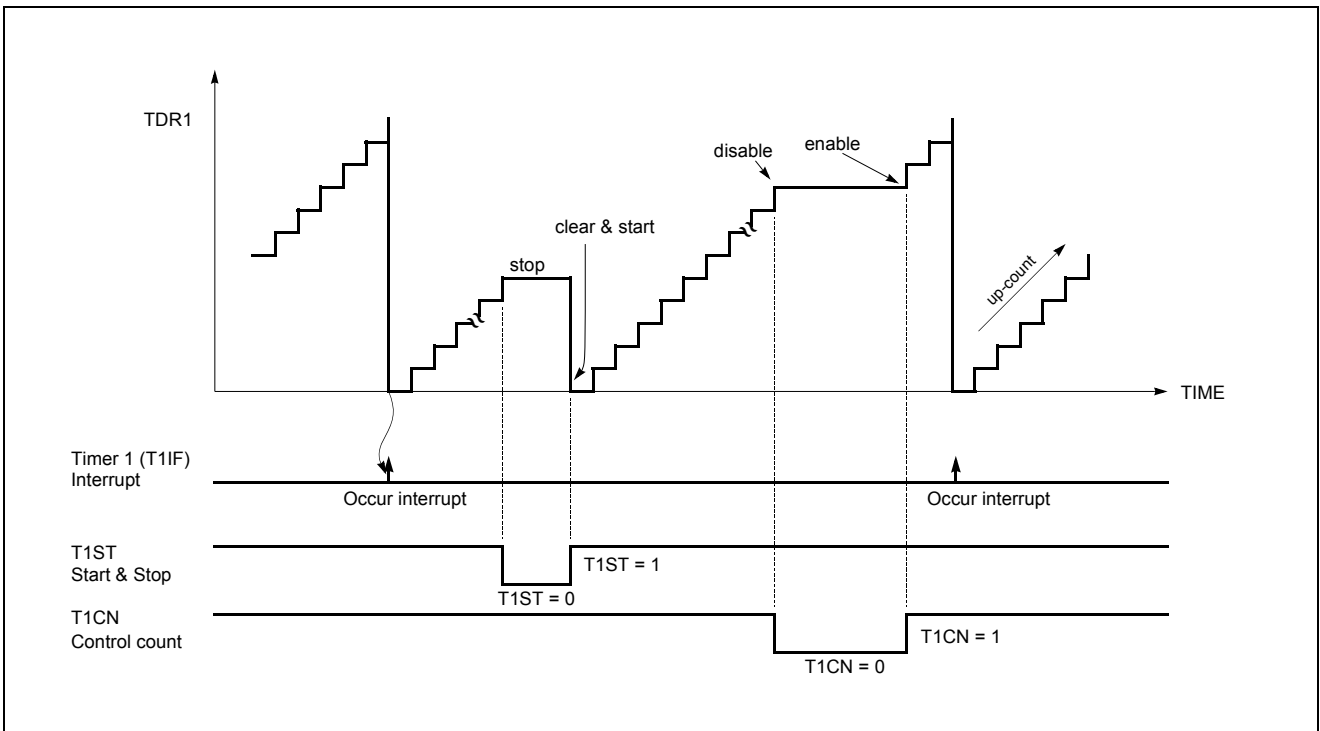 TDR1
disable
enable
clear & start
stop
up-count
TIME
Timer 1 (T1IF)
Interrupt
Occur interrupt
Occur interrupt
T1ST
Start & Stop
T1ST = 1
T1ST = 0
T1CN
Control count
T1CN = 1
T1CN = 0